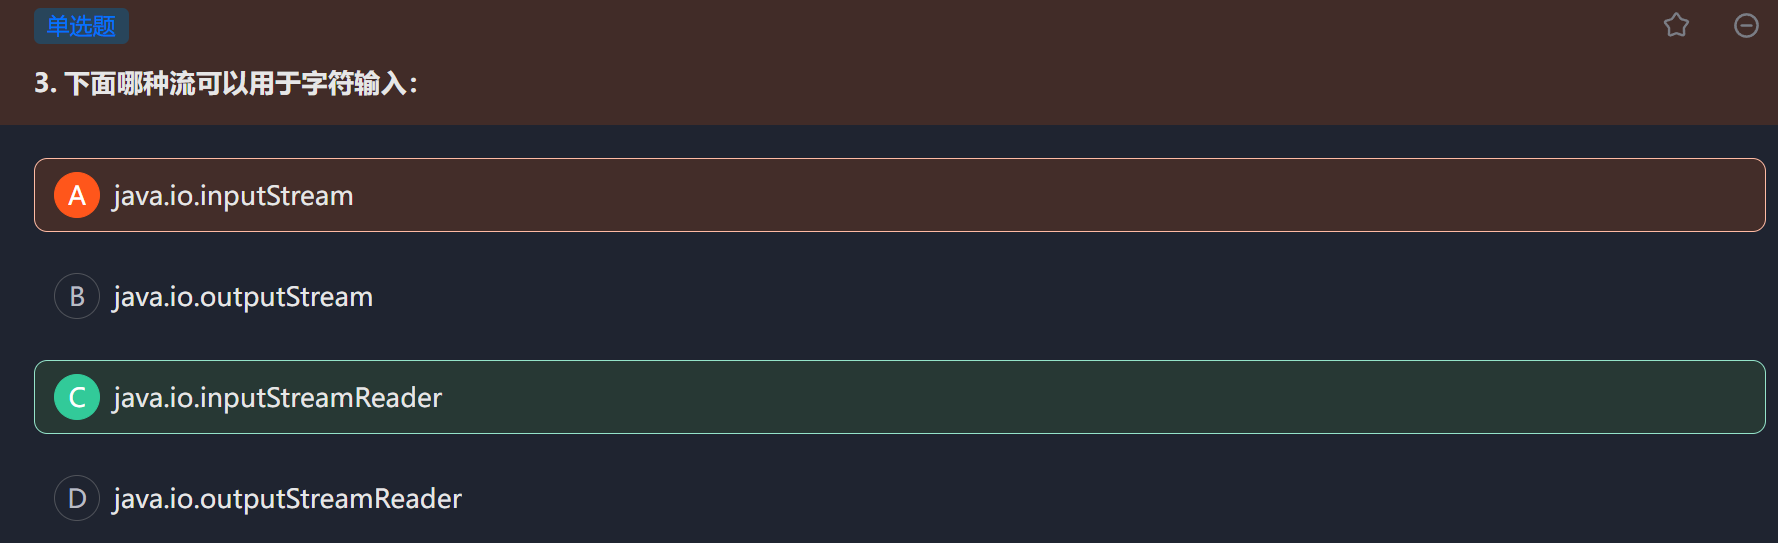 单选题
3. 下面哪种流可以用于字符输入：
A java.io.inputStream
B java.io.outputStream
C java.io.inputStreamReader
D java.io.outputStreamReader